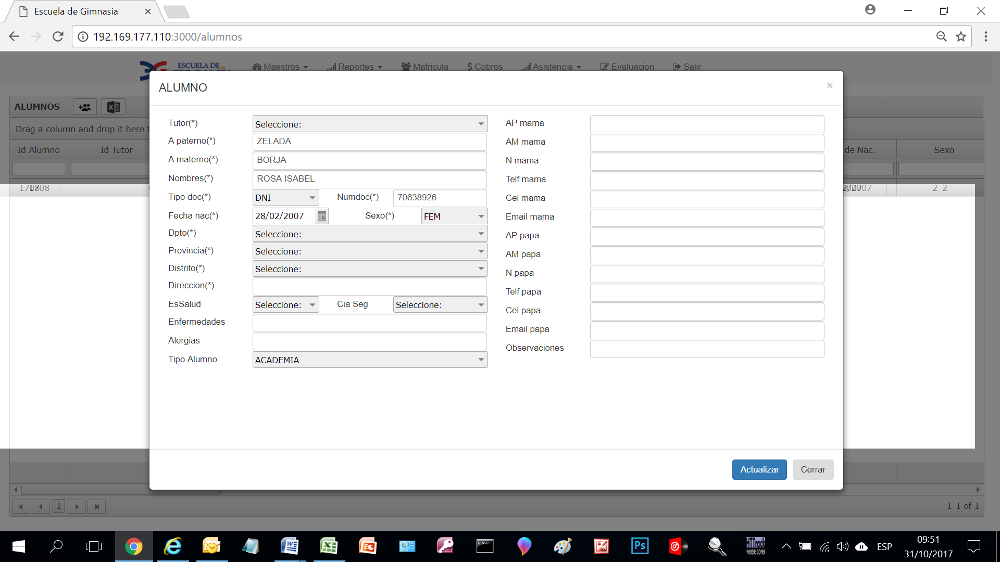 Escuela de Gimnasia
192.169.177.110:3000/alumnos
ESCUELA DE
Maestros
Reportes
Matricula
$ Cobros
Asistencia
Evaluacion
Salir
ALUMNO
×
ALUMNOS
Drag a column and drop it here
Id Alumno
Id Tutor
de Nac.
Sexo
2 2
Tutor(*)
Seleccione:
A paterno(*)
ZELADA
A materno(*)
BORJA
Nombres(*)
ROSA ISABEL
Tipo doc(*)
DNI
Numdoc(*)
70638926
Fecha nac(*)
28/02/2007
Sexo(*)
FEM
Dpto(*)
Seleccione:
Provincia(*)
Seleccione:
Distrito(*)
Seleccione:
Direccion(*)
EsSalud
Seleccione:
Cia Seg
Seleccione:
Enfermedades
Alergias
Tipo Alumno
ACADEMIA
AP mama
AM mama
N mama
Telf mama
Cel mama
Email mama
AP papa
AM papa
N papa
Telf papa
Cel papa
Email papa
Observaciones
Actualizar
Cerrar
1
1-1 of 1
Ps
HTTrack
WEBSITE COPIER
ESP
09:51
31/10/2017